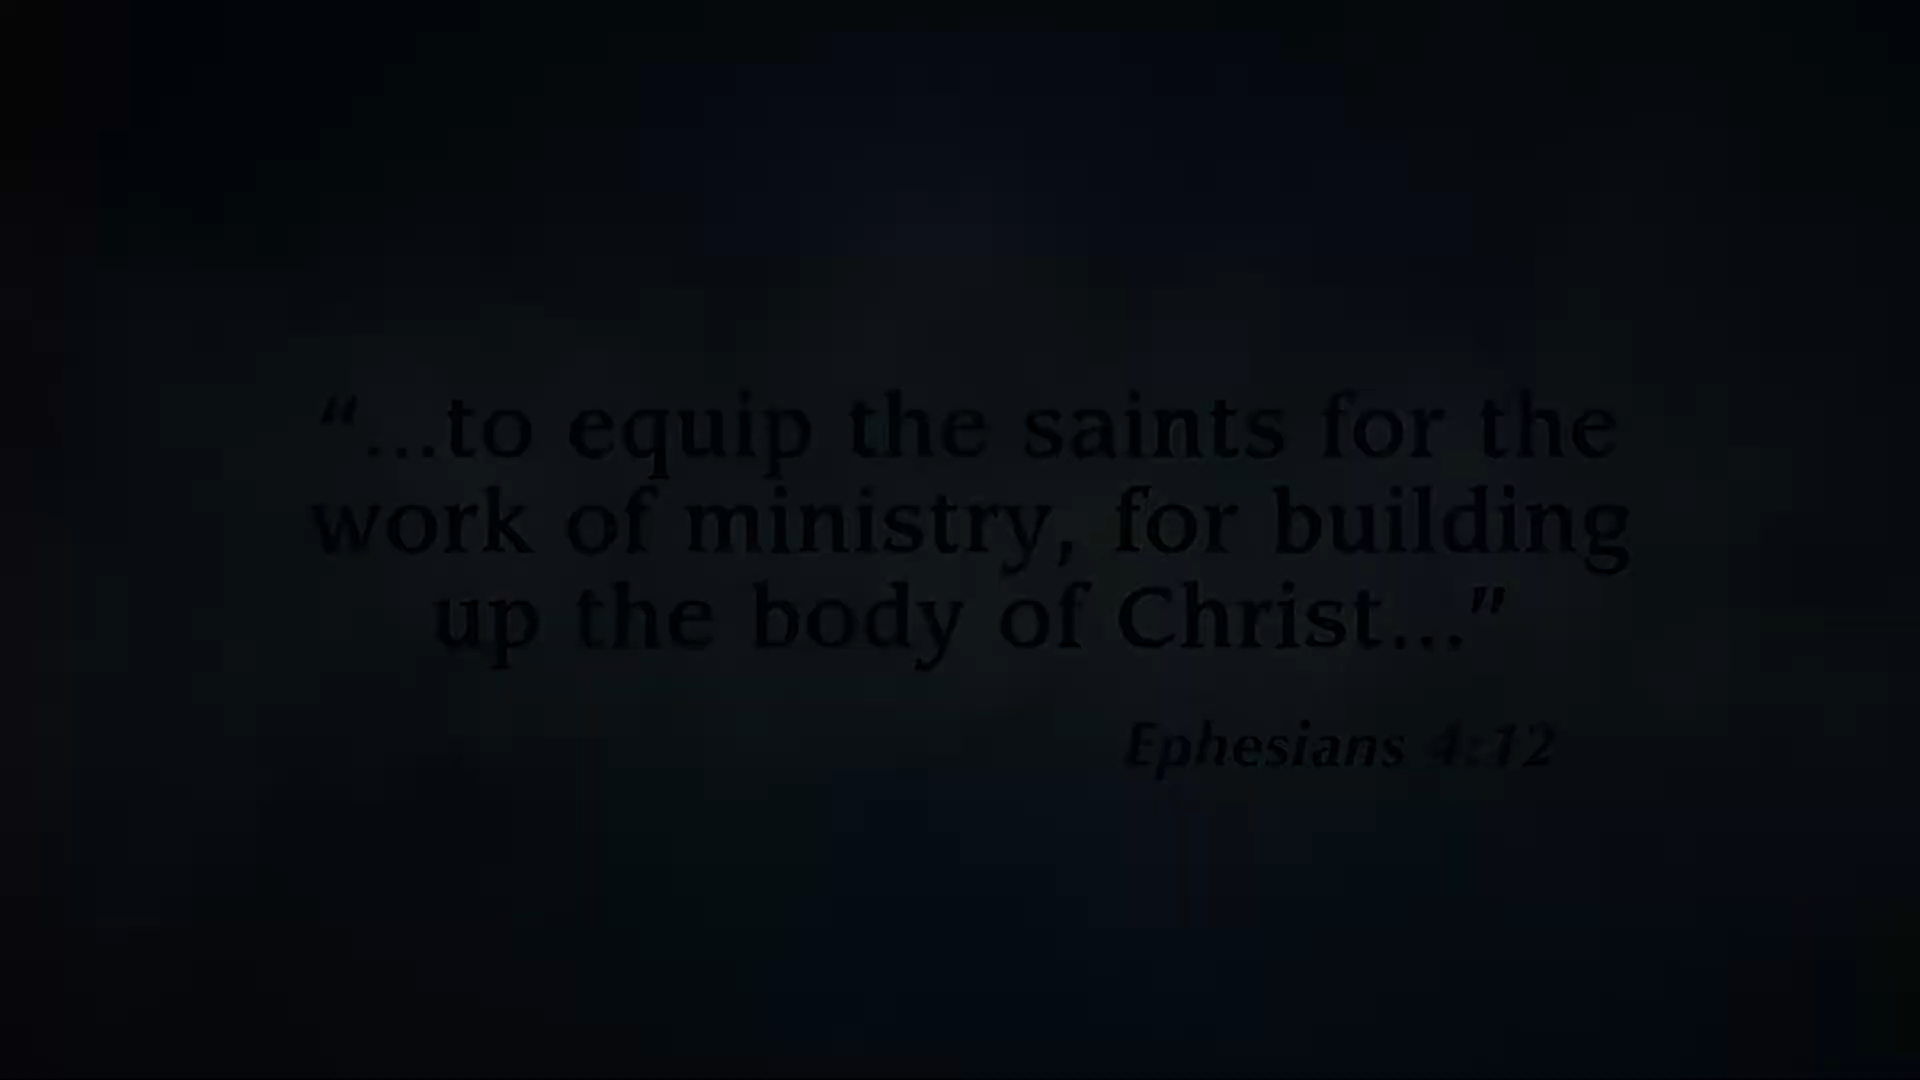 “...to equip the saints for the
work of ministry, for building
up the body of Christ...”
Ephesians 4:12